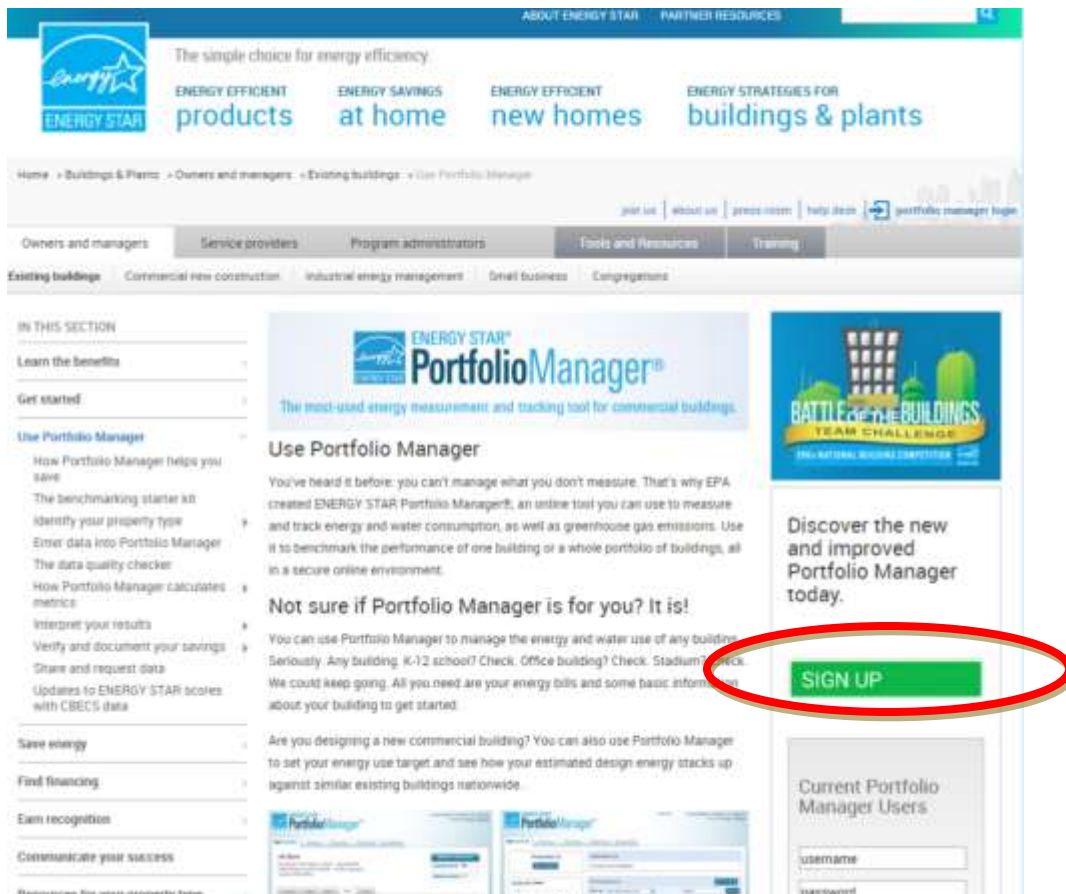 ABOUT ENERGY STAR PARTNER RESOURCES
The simple choice for energy efficiency.
energy
ENERGY STAR
ENERGY EFFICIENT
products
ENERGY SAVINGS
at home
ENERGY EFFICIENT
new homes
ENERGY STRATEGIES FOR
buildings & plants
Home » Buildings & Plants » Owners and managers » Existing buildings » Use Portfolio Manager
join us | about us | press room | help desk | portfolio manager login
Owners and managers Service providers Program administrators Tools and Resources Training
Existing buildings Commercial new construction Industrial energy management Small business Congregations
IN THIS SECTION
Learn the benefits
Get started
Use Portfolio Manager
How Portfolio Manager helps you
save
The benchmarking starter kit
Identify your property type
Enter data into Portfolio Manager
The data quality checker
How Portfolio Manager calculates
metrics
Interpret your results
Verify and document your savings
Share and request data
Updates to ENERGY STAR scores
with CBECS data
Save energy
Find financing
Earn recognition
Communicate your success
Resources for your property type
ENERGY STAR®
PortfolioManager®
The most-used energy measurement and tracking tool for commercial buildings.
Use Portfolio Manager
You've heard it before: you can't manage what you don't measure. That's why EPA
created ENERGY STAR Portfolio Manager®, an online tool you can use to measure
and track energy and water consumption, as well as greenhouse gas emissions. Use
it to benchmark the performance of one building or a whole portfolio of buildings, all
in a secure online environment.
Not sure if Portfolio Manager is for you? It is!
You can use Portfolio Manager to manage the energy and water use of any building.
Seriously. Any building. K-12 school? Check. Office building? Check. Stadium? Check.
We could keep going. All you need are your energy bills and some basic information
about your building to get started.
Are you designing a new commercial building? You can also use Portfolio Manager
to set your energy use target and see how your estimated design energy stacks up
against similar existing buildings nationwide.
PortfolioManager®
PortfolioManager®
BATTLE OF THE BUILDINGS
TEAM CHALLENGE
EPA's NATIONAL BUILDING COMPETITION
Discover the new
and improved
Portfolio Manager
today.
SIGN UP
Current Portfolio
Manager Users
username
password